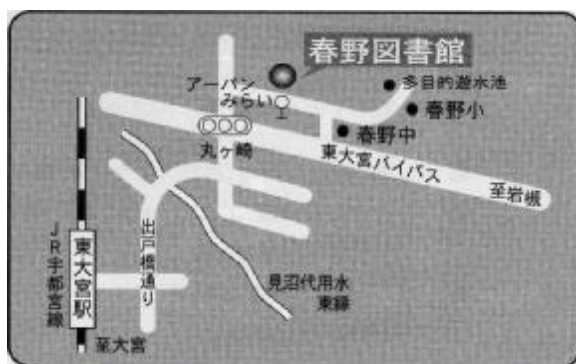 春野図書館
アーバン
みらい
多目的遊水池
春野小
春野中
丸ヶ崎
東大宮バイパス
至岩槻
出戸橋通り
JR宇都宮線
東大宮駅
見沼代用水
東縁
至大宮